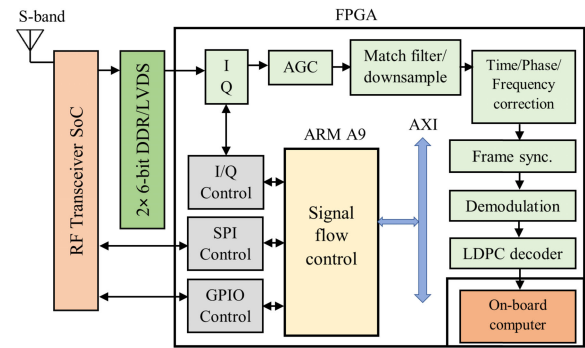 S-band
FPGA
RF Transceiver SoC
2× 6-bit DDR/LVDS
I
Q
AGC
Match filter/
downsample
Time/Phase/
Frequency
correction
ARM A9
AXI
Frame sync.
I/Q
Control
Signal
flow
control
Demodulation
SPI
Control
LDPC decoder
GPIO
Control
On-board
computer